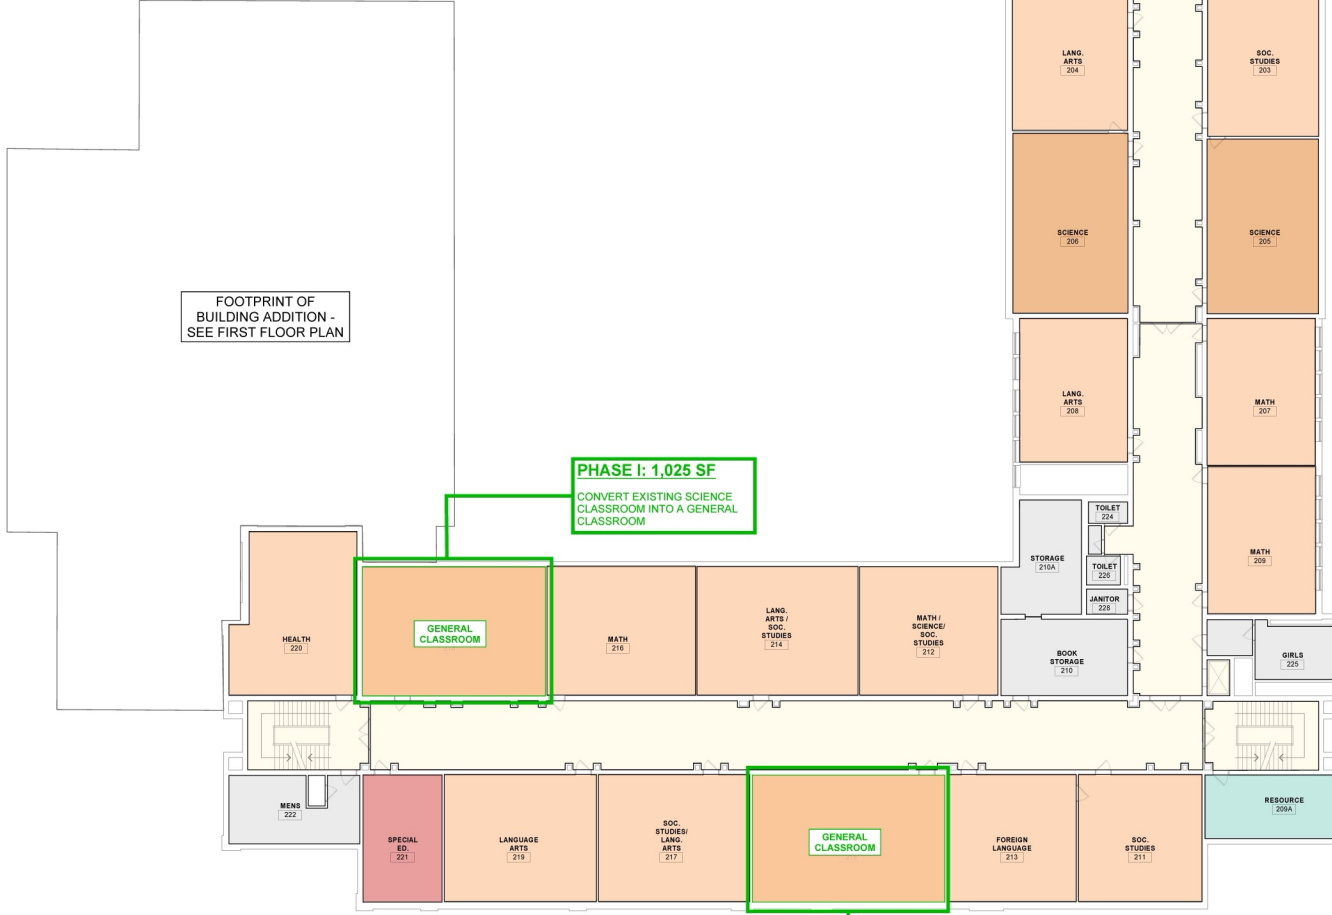 LANG.
ARTS
204
SOC.
STUDIES
203
SCIENCE
206
SCIENCE
205
FOOTPRINT OF
BUILDING ADDITION -
SEE FIRST FLOOR PLAN
LANG.
ARTS
208
MATH
207
PHASE I: 1,025 SF
CONVERT EXISTING SCIENCE
CLASSROOM INTO A GENERAL
CLASSROOM
TOILET
224
STORAGE
210A
TOILET
226
JANITOR
228
MATH
209
HEALTH
220
GENERAL
CLASSROOM
MATH
216
LANG.
ARTS /
SOC.
STUDIES
214
MATH /
SCIENCE/
SOC.
STUDIES
212
BOOK
STORAGE
210
GIRLS
225
MENS
222
SPECIAL
ED.
221
LANGUAGE
ARTS
219
SOC.
STUDIES/
LANG.
ARTS
217
GENERAL
CLASSROOM
FOREIGN
LANGUAGE
213
SOC.
STUDIES
211
RESOURCE
209A